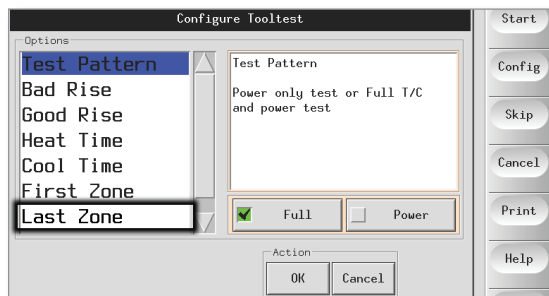 Configure Tooltest
Options
Test Pattern
Bad Rise
Good Rise
Heat Time
Cool Time
First Zone
Last Zone
Test Pattern
Power only test or Full T/C
and power test
Full
Power
Action
OK
Cancel
Start
Config
Skip
Cancel
Print
Help